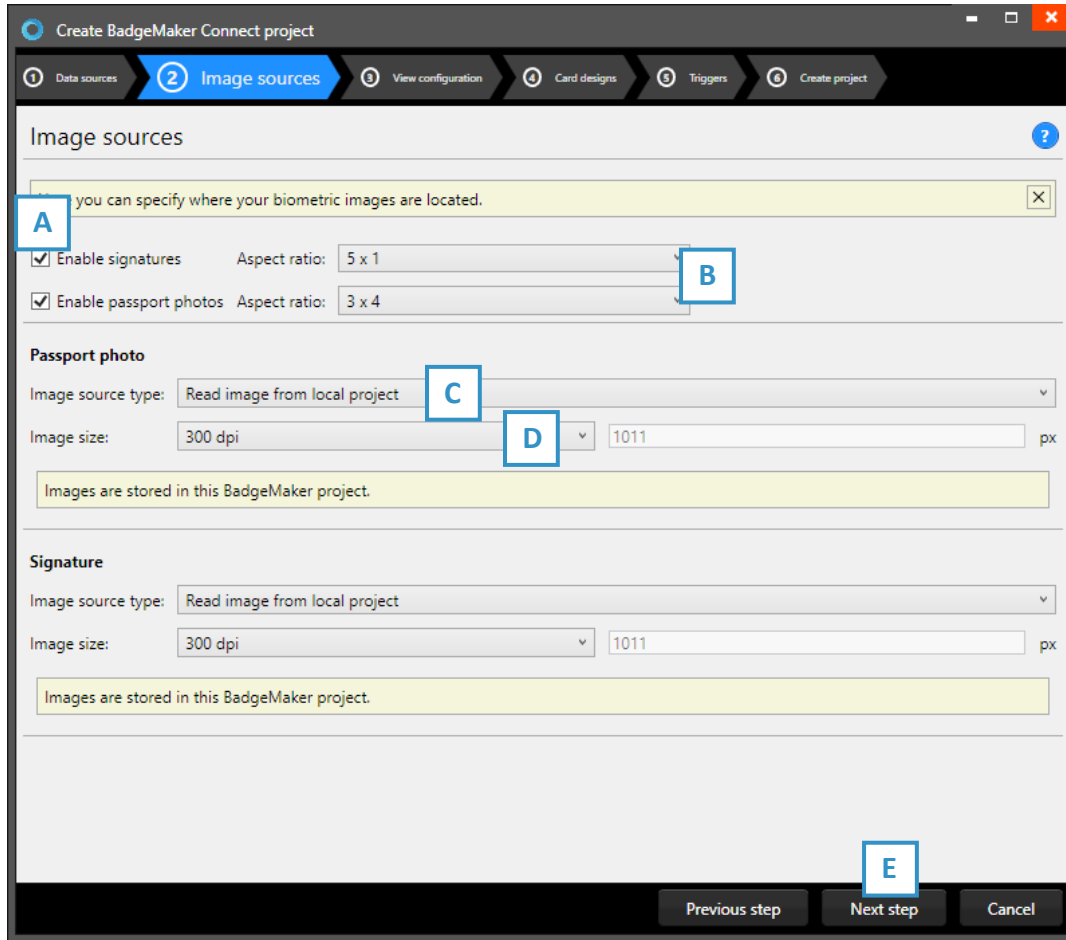 Create BadgeMaker Connect project
1 Data sources 2 Image sources 3 View configuration 4 Card designs 5 Triggers 6 Create project
Image sources ?
you can specify where your biometric images are located.
A
Enable signatures Aspect ratio: 5 x 1
B
Enable passport photos Aspect ratio: 3 x 4
Passport photo
Image source type: Read image from local project C
Image size: 300 dpi D 1011 px
Images are stored in this BadgeMaker project.
Signature
Image source type: Read image from local project
Image size: 300 dpi 1011 px
Images are stored in this BadgeMaker project.
E
Previous step Next step Cancel